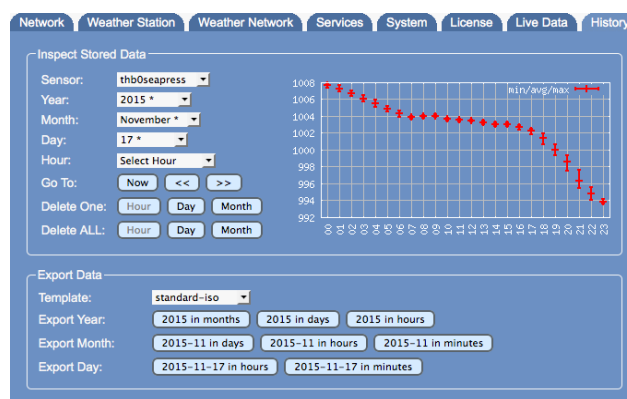 Network Weather Station Weather Network Services System License Live Data History
Inspect Stored Data
Sensor: thb0seapress
Year: 2015 *
Month: November *
Day: 17 *
Hour: Select Hour
Go To: Now << >>
Delete One: Hour Day Month
Delete ALL: Hour Day Month
min/avg/max
1008
1006
1004
1002
1000
998
996
994
992
00 01 02 03 04 05 06 07 08 09 10 11 12 13 14 15 16 17 18 19 20 21 22 23
Export Data
Template: standard-iso
Export Year: 2015 in months 2015 in days 2015 in hours
Export Month: 2015-11 in days 2015-11 in hours 2015-11 in minutes
Export Day: 2015-11-17 in hours 2015-11-17 in minutes